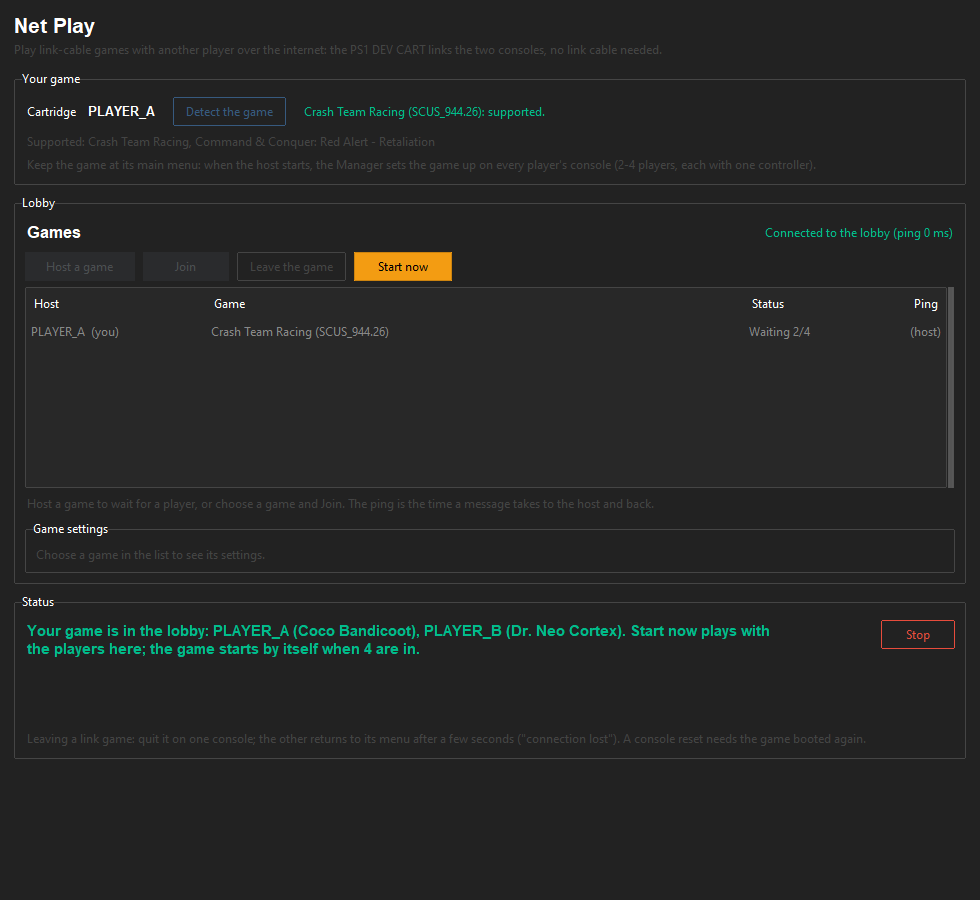 Net Play
Play link-cable games with another player over the internet: the PS1 DEV CART links the two consoles, no link cable needed.
Your game
Cartridge PLAYER_A Detect the game Crash Team Racing (SCUS_944.26): supported.
Supported: Crash Team Racing, Command & Conquer: Red Alert - Retaliation
Keep the game at its main menu: when the host starts, the Manager sets the game up on every player's console (2-4 players, each with one controller).
Lobby
Games Connected to the lobby (ping 0 ms)
Host a game Join Leave the game Start now
Host Game Status Ping
PLAYER_A (you) Crash Team Racing (SCUS_944.26) Waiting 2/4 (host)
Host a game to wait for a player, or choose a game and Join. The ping is the time a message takes to the host and back.
Game settings
Choose a game in the list to see its settings.
Status
Your game is in the lobby: PLAYER_A (Coco Bandicoot), PLAYER_B (Dr. Neo Cortex). Start now plays with
the players here; the game starts by itself when 4 are in.
Stop
Leaving a link game: quit it on one console; the other returns to its menu after a few seconds ("connection lost"). A console reset needs the game booted again.